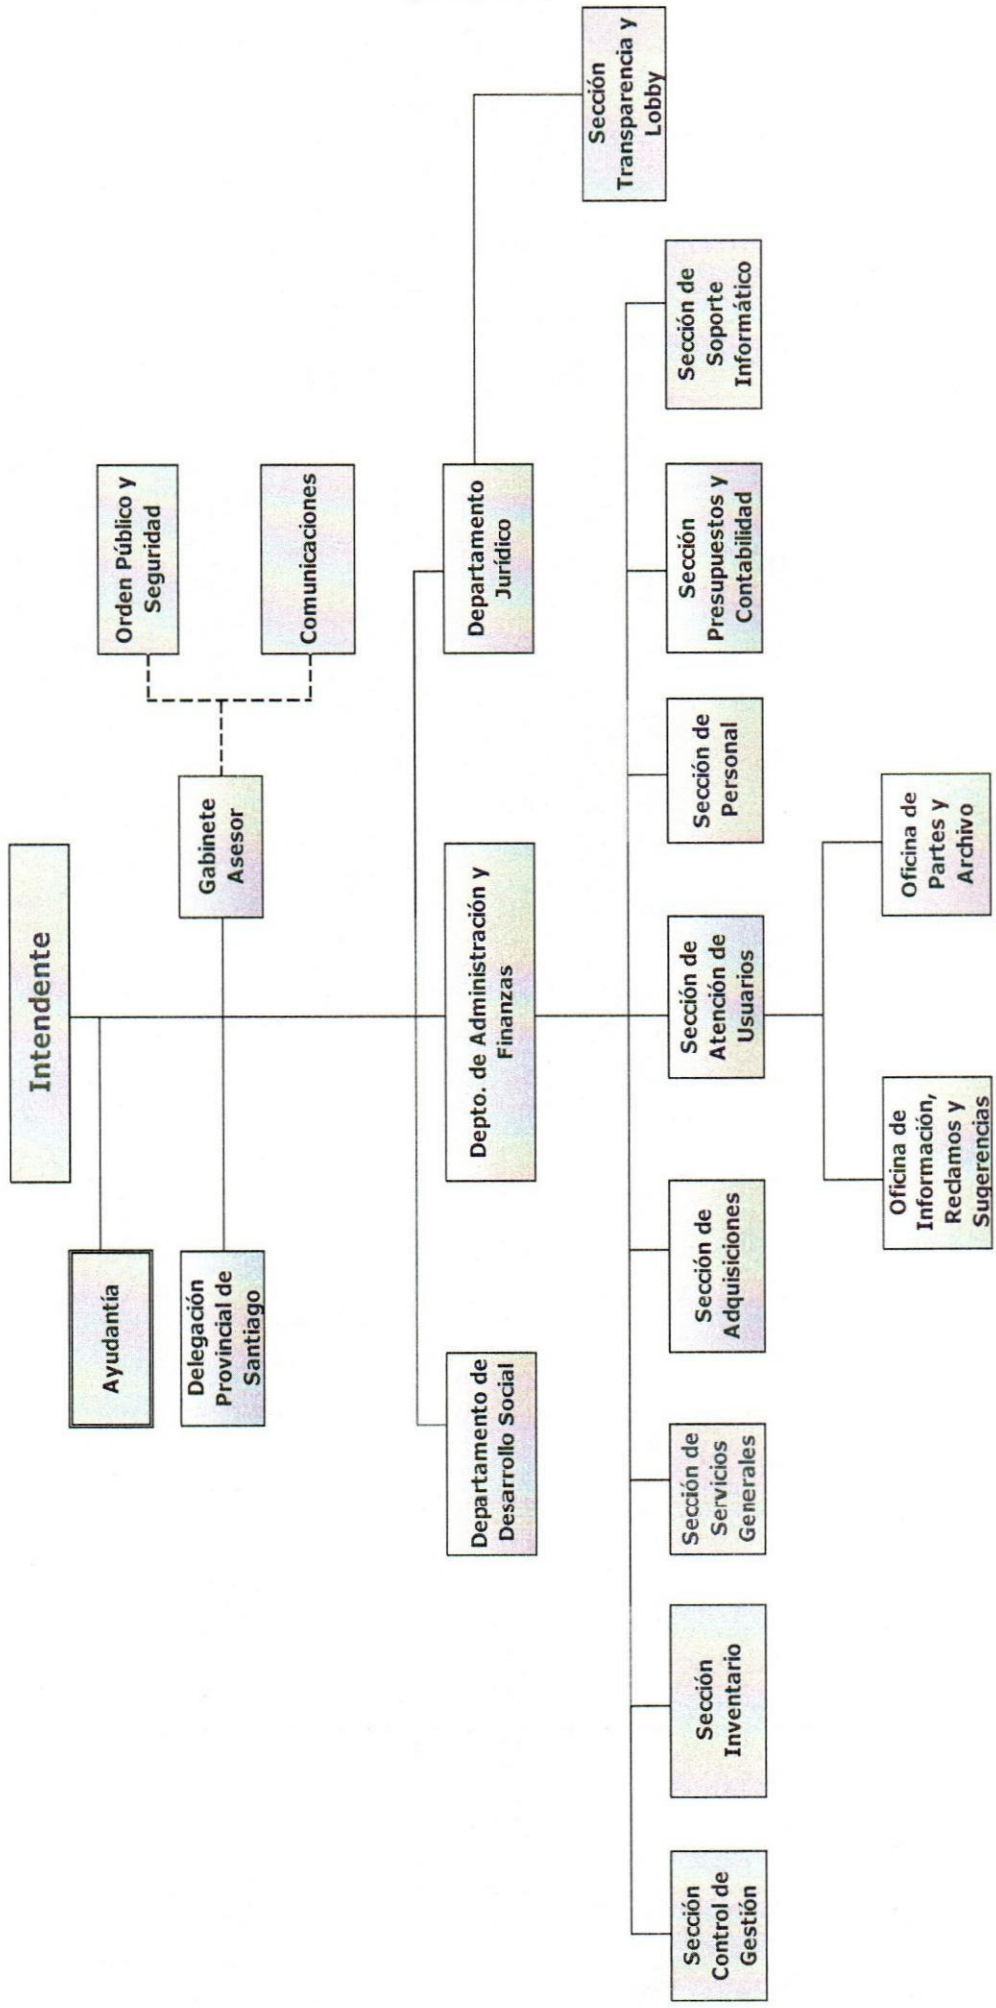 Intendente
Ayudantía
Delegación
Provincial de
Santiago
Gabinete
Asesor
Orden Público y
Seguridad
Comunicaciones
Departamento de
Desarrollo Social
Depto. de Administración y
Finanzas
Departamento
Jurídico
Sección
Transparencia y
Lobby
Sección
Control de
Gestión
Sección
Inventario
Sección de
Servicios
Generales
Sección de
Adquisiciones
Sección de
Atención de
Usuarios
Sección de
Personal
Sección
Presupuestos y
Contabilidad
Sección de
Soporte
Informático
Oficina de
Información,
Reclamos y
Sugerencias
Oficina de
Partes y
Archivo